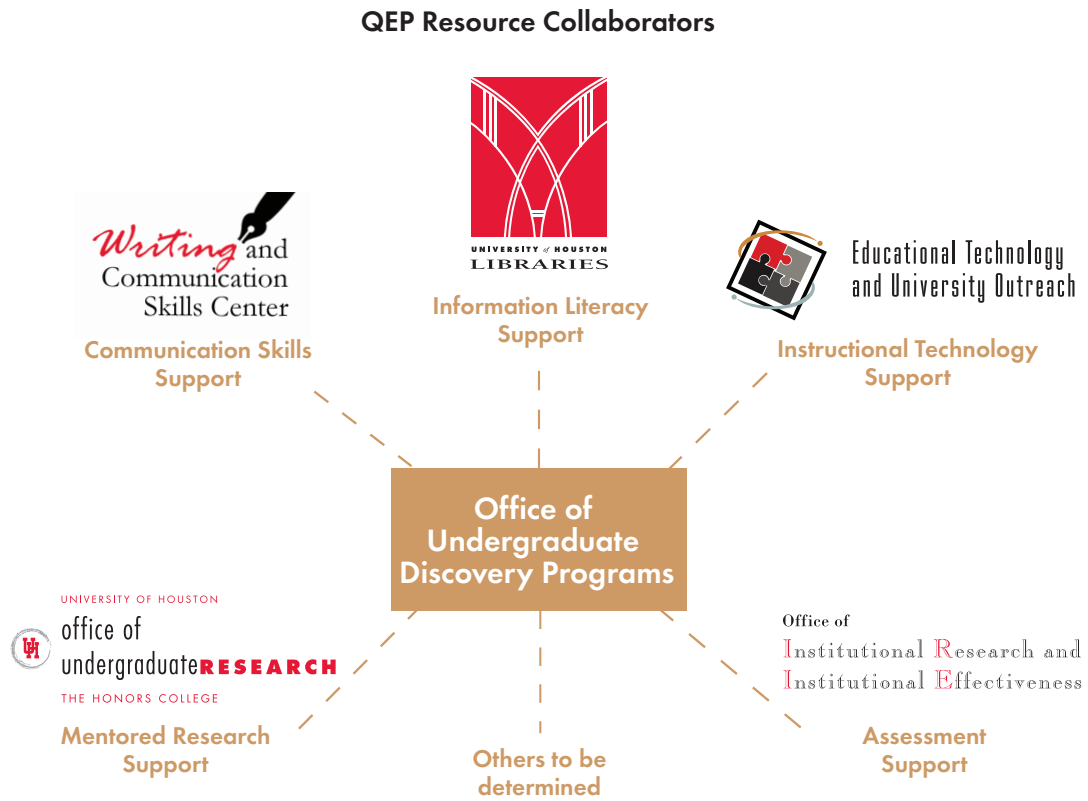 QEP Resource Collaborators
UNIVERSITY of HOUSTON
LIBRARIES
Information Literacy
Support
Writing and
Communication
Skills Center
Communication Skills
Support
Educational Technology
and University Outreach
Instructional Technology
Support
Office of
Undergraduate
Discovery Programs
UNIVERSITY OF HOUSTON
UH
office of
undergraduateRESEARCH
THE HONORS COLLEGE
Mentored Research
Support
Others to be
determined
Office of
Institutional Research and
Institutional Effectiveness
Assessment
Support